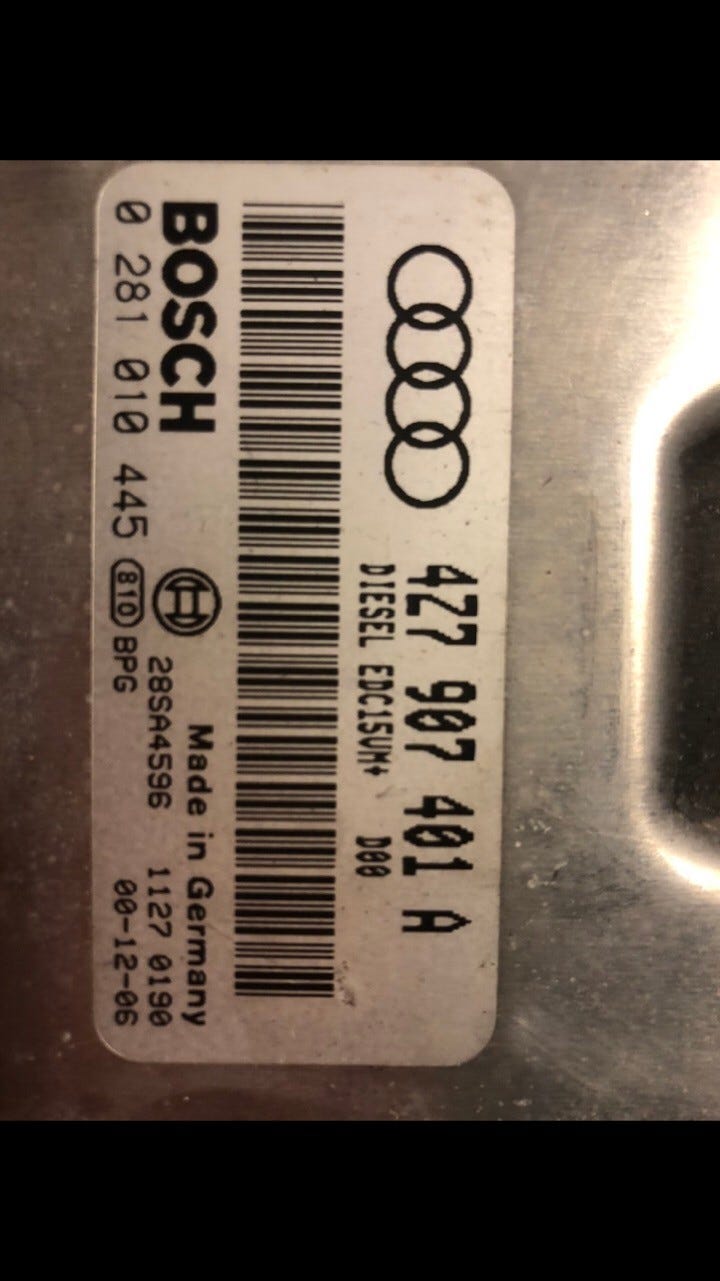 4Z7 907 401 A
DIESEL EDC15VM+ D00
BOSCH Made in Germany
28SA4596 1127 0190
0 281 010 445 810 BPG 00-12-06